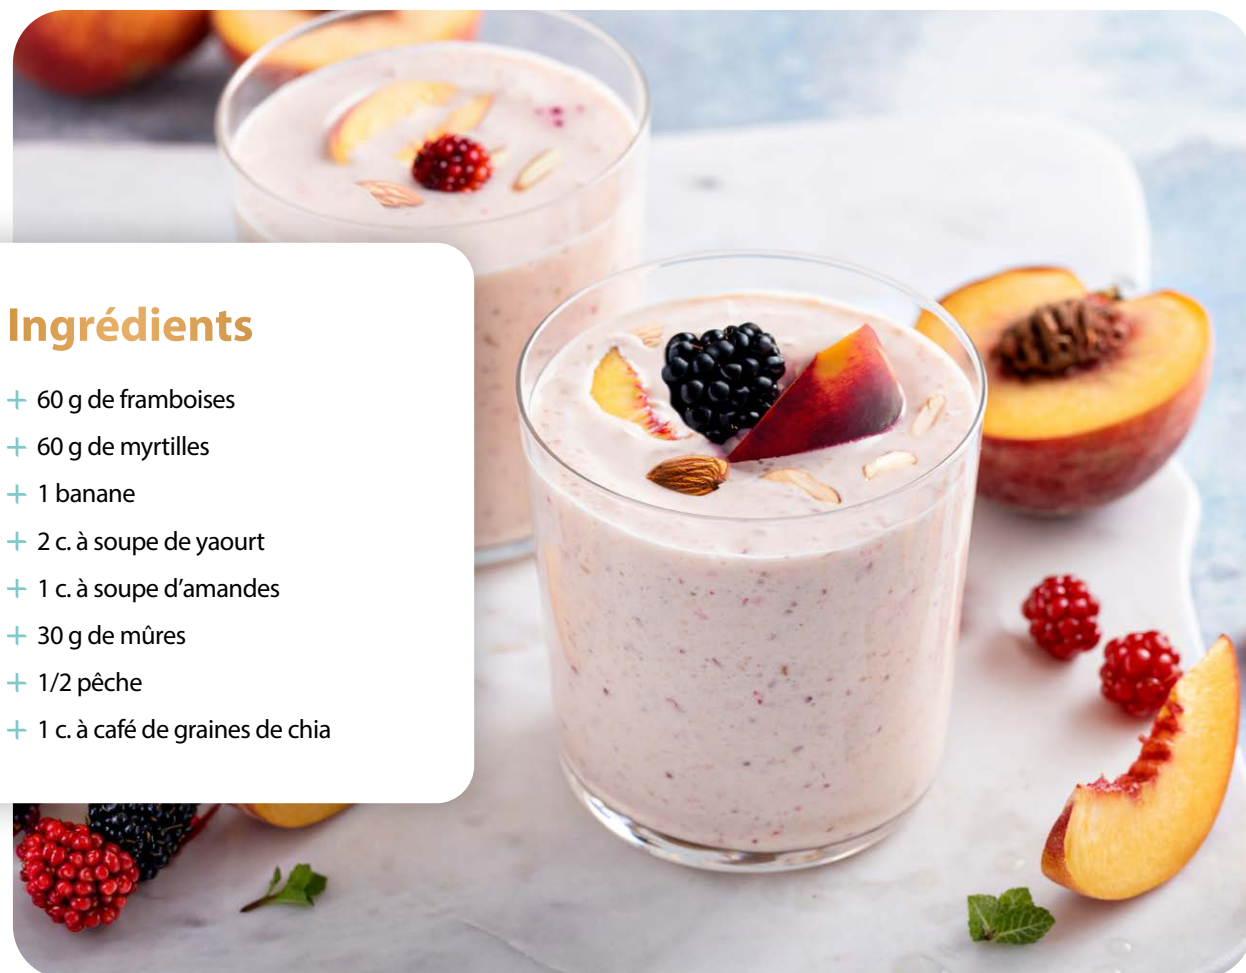 Ingrédients
+ 60 g de framboises
+ 60 g de myrtilles
+ 1 banane
+ 2 c. à soupe de yaourt
+ 1 c. à soupe d’amandes
+ 30 g de mûres
+ 1/2 pêche
+ 1 c. à café de graines de chia